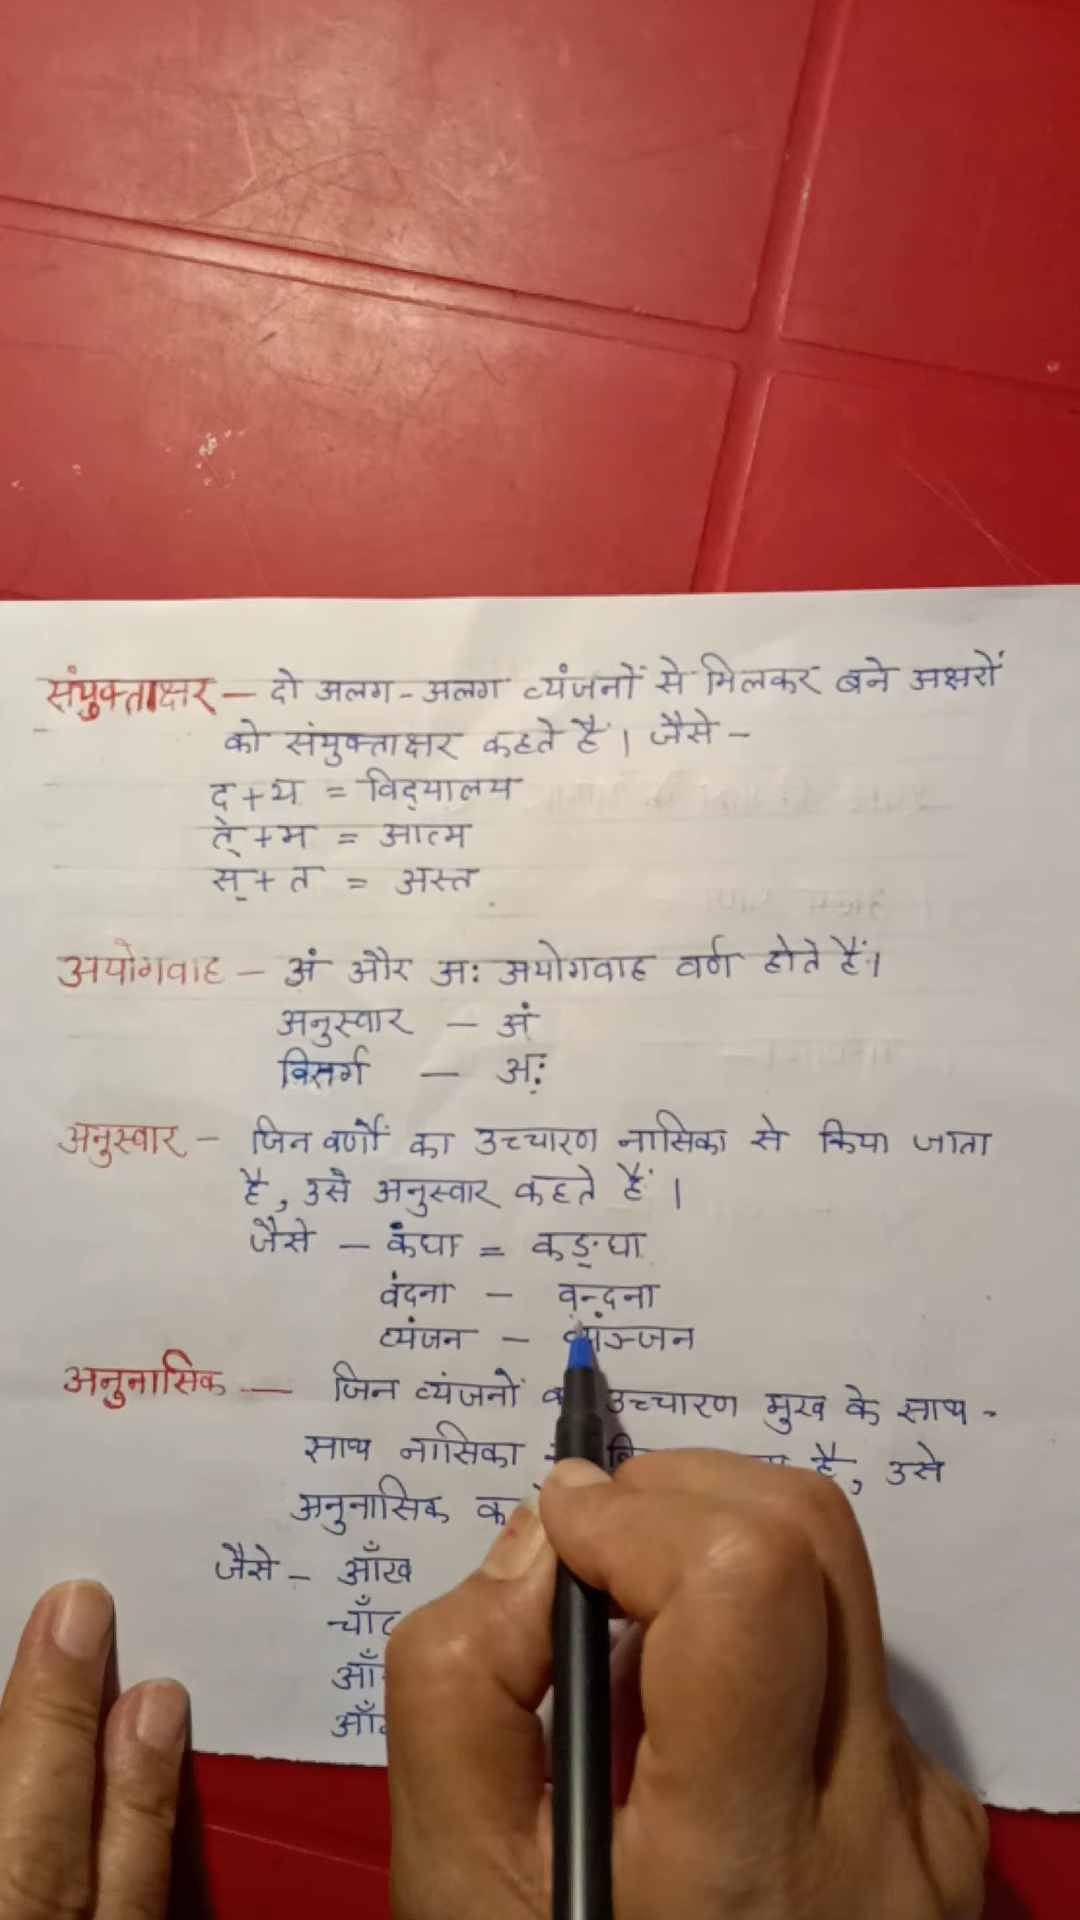 संयुक्ताक्षर – दो अलग-अलग व्यंजनों से मिलकर बने अक्षरों
को संयुक्ताक्षर कहते हैं। जैसे –
द्+य = विद्यालय
त्+म = आत्म
स्+त = अस्त
अयोगवाह – अं और अः अयोगवाह वर्ण होते हैं।
अनुस्वार – अं
विसर्ग – अः
अनुस्वार – जिन वर्णों का उच्चारण नासिका से किया जाता
है, उसे अनुस्वार कहते हैं।
जैसे – कंघा = कङ्घा
वंदना – वन्दना
व्यंजन – व्यंञ्जन
अनुनासिक – जिन व्यंजनों उच्चारण मुख के साथ-
साथ नासिका है, उसे
अनुनासिक
जैसे – आँख